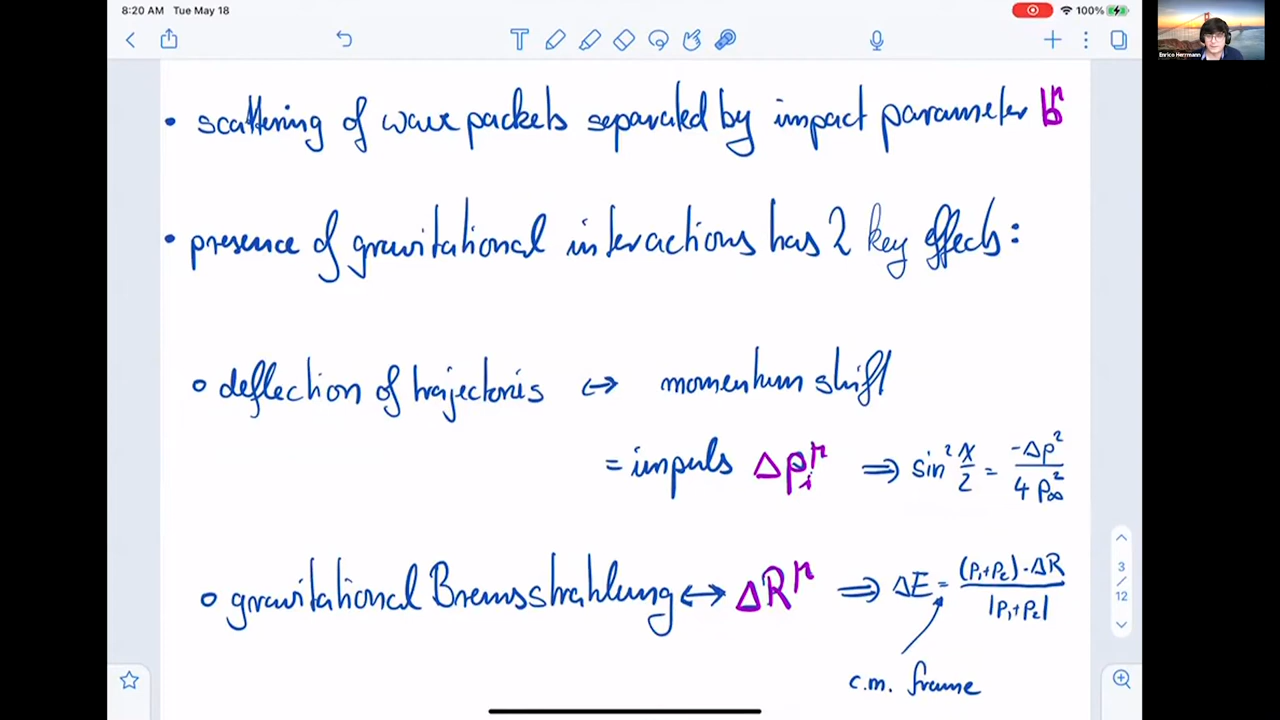 8:20 AM Tue May 18
100%
Enrico Herrmann
• scattering of wave packets separated by impact parameter b^μ
• presence of gravitational interactions has 2 key effects:
o deflection of trajectories ↔ momentum shift
= impuls Δp_i^μ ⇒ sin² χ/2 = -Δp²/4p∞²
o gravitational Bremsstrahlung ↔ ΔR^μ ⇒ ΔE = (p₁+p₂)·ΔR/|p₁+p₂|
c.m. frame
3
/
12
T